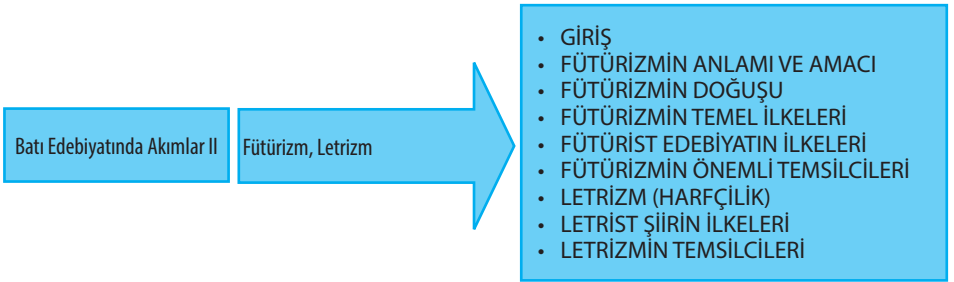 Batı Edebiyatında Akımlar II
Fütürizm, Letrizm
• GİRİŞ
• FÜTÜRİZMİN ANLAMI VE AMACI
• FÜTÜRİZMİN DOĞUŞU
• FÜTÜRİZMİN TEMEL İLKELERİ
• FÜTÜRİST EDEBİYATIN İLKELERİ
• FÜTÜRİZMİN ÖNEMLİ TEMSİLCİLERİ
• LETRİZM (HARFÇİLİK)
• LETRİST ŞİİRİN İLKELERİ
• LETRİZMİN TEMSİLCİLERİ